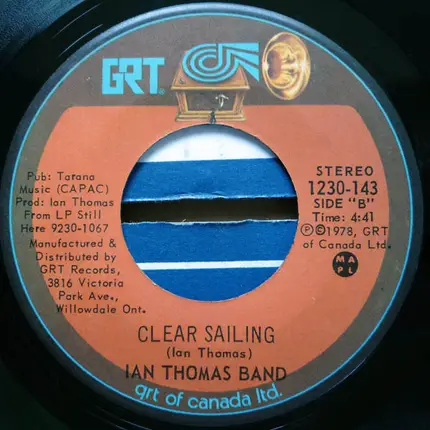 GRT
Pub: Tarana
Music (CAPAC)
Prod: Ian Thomas
From LP Still
Here 9230-1067
Manufactured &
Distributed by
GRT Records,
3816 Victoria
Park Ave.,
Willowdale Ont.
STEREO
1230-143
SIDE "B"
Time: 4:41
Ⓟ©1978, GRT
of Canada Ltd.
M A P L
CLEAR SAILING
(Ian Thomas)
IAN THOMAS BAND
grt of canada ltd.